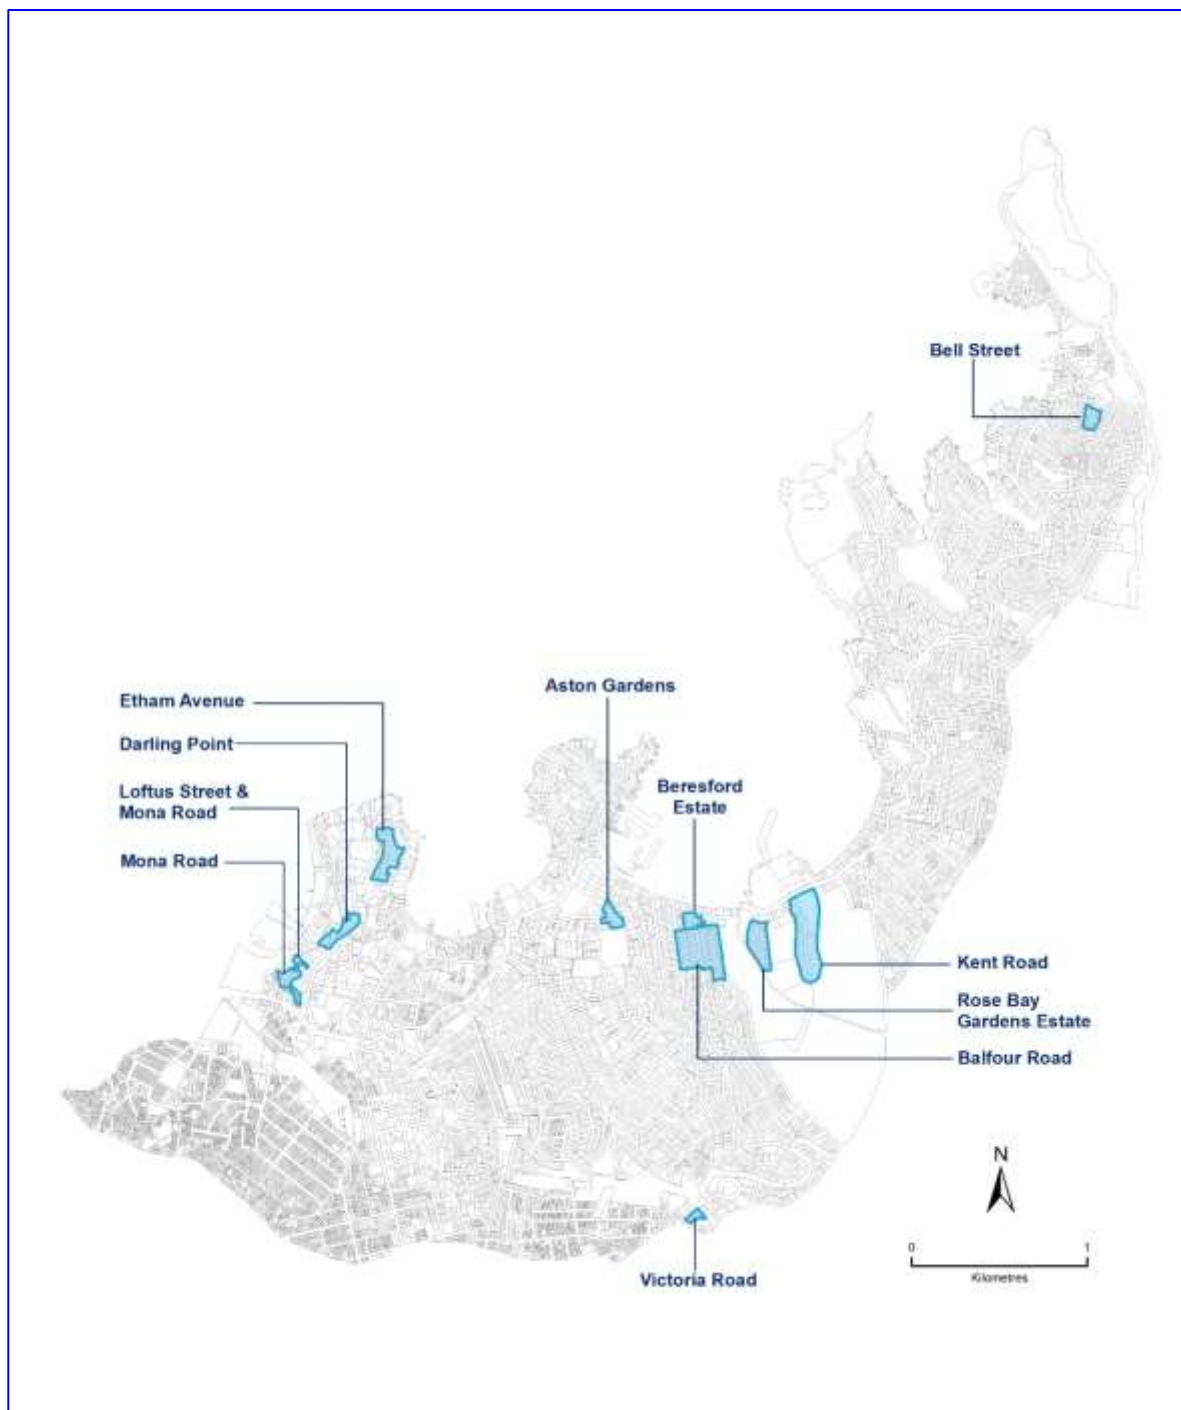 Bell Street
Aston Gardens
Etham Avenue
Darling Point
Beresford
Estate
Loftus Street &
Mona Road
Mona Road
Kent Road
Rose Bay
Gardens Estate
Balfour Road
N
0 1
Kilometres
Victoria Road